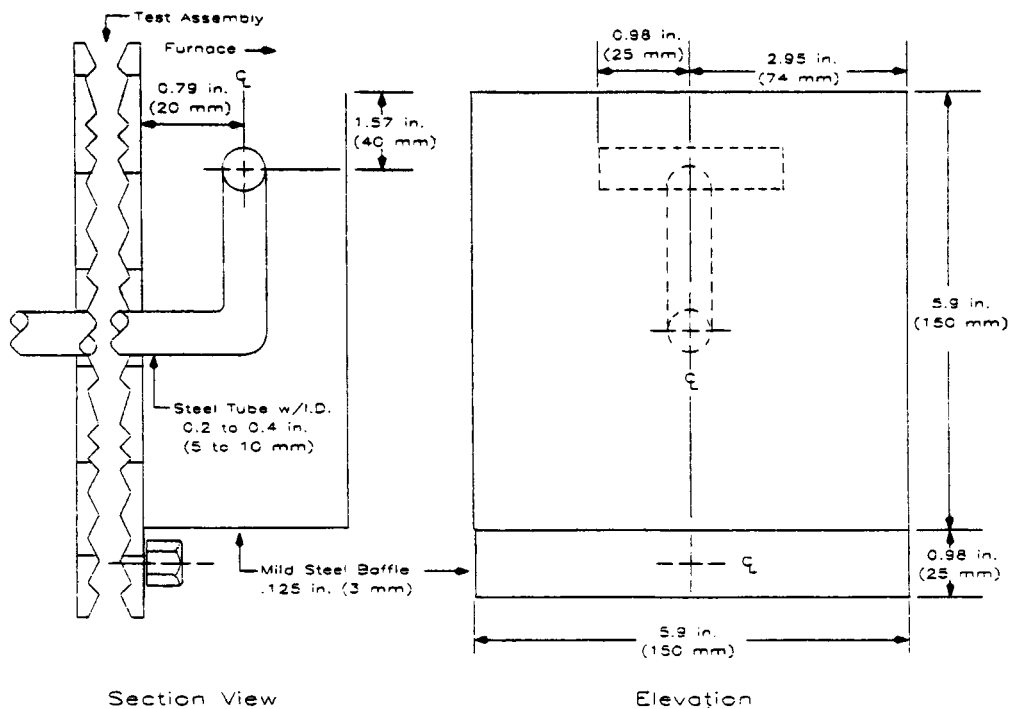 Test Assembly
Furnace
℄
0.79 in.
(20 mm)
1.57 in.
(40 mm)
0.98 in.
(25 mm)
2.95 in.
(74 mm)
5.9 in.
(150 mm)
℄
Steel Tube w/I.D.
0.2 to 0.4 in.
(5 to 10 mm)
Mild Steel Baffle
.125 in. (3 mm)
℄
0.98 in.
(25 mm)
5.9 in.
(150 mm)
Section View
Elevation